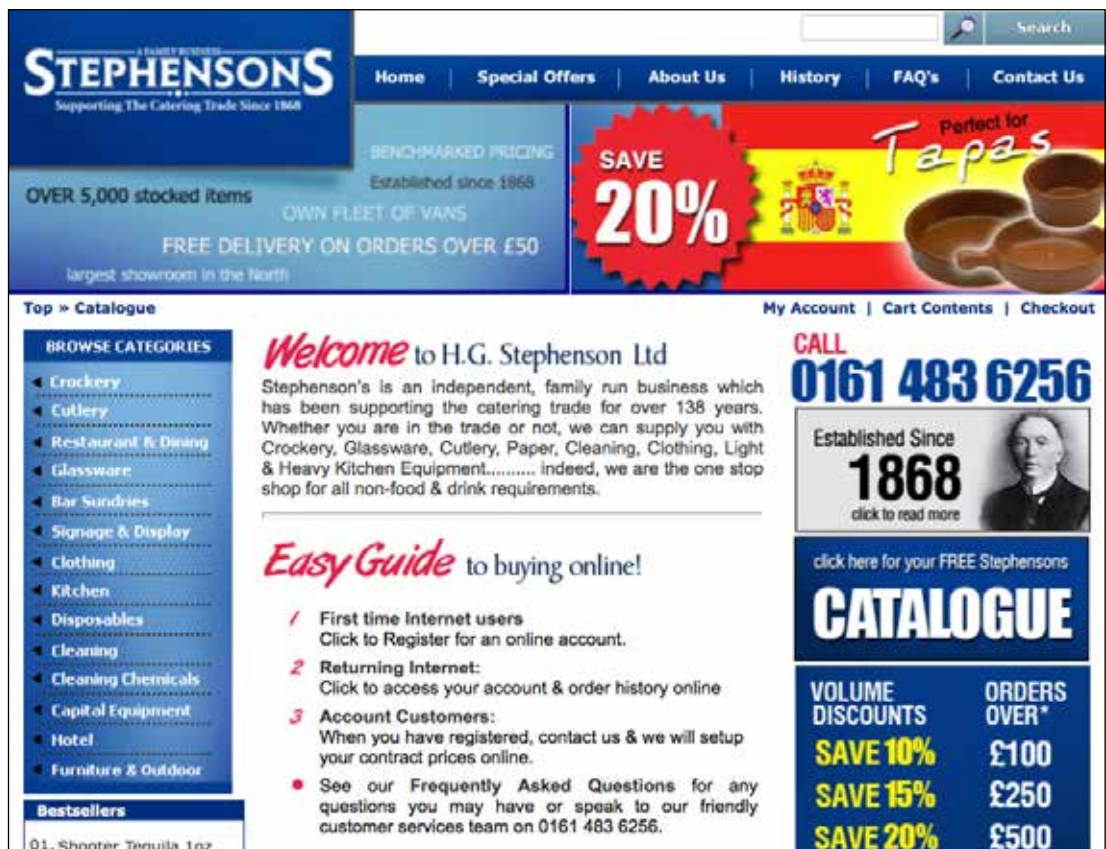 A FAMILY BUSINESS
STEPHENSONS
Supporting The Catering Trade Since 1868
Search
Home | Special Offers | About Us | History | FAQ's | Contact Us
BENCHMARKED PRICING
Established since 1868
OVER 5,000 stocked items
OWN FLEET OF VANS
FREE DELIVERY ON ORDERS OVER £50
largest showroom in the North
SAVE
20%
Perfect for
Tapas
Top » Catalogue
My Account | Cart Contents | Checkout
BROWSE CATEGORIES
Crockery
Cutlery
Restaurant & Dining
Glassware
Bar Sundries
Signage & Display
Clothing
Kitchen
Disposables
Cleaning
Cleaning Chemicals
Capital Equipment
Hotel
Furniture & Outdoor
Bestsellers
01. Shooter Tequila 1oz
Welcome to H.G. Stephenson Ltd
Stephenson's is an independent, family run business which
has been supporting the catering trade for over 138 years.
Whether you are in the trade or not, we can supply you with
Crockery, Glassware, Cutlery, Paper, Cleaning, Clothing, Light
& Heavy Kitchen Equipment.......... indeed, we are the one stop
shop for all non-food & drink requirements.
Easy Guide to buying online!
1 First time Internet users
Click to Register for an online account.
2 Returning Internet:
Click to access your account & order history online
3 Account Customers:
When you have registered, contact us & we will setup
your contract prices online.
• See our Frequently Asked Questions for any
questions you may have or speak to our friendly
customer services team on 0161 483 6256.
CALL
0161 483 6256
Established Since
1868
click to read more
click here for your FREE Stephensons
CATALOGUE
VOLUME ORDERS
DISCOUNTS OVER*
SAVE 10% £100
SAVE 15% £250
SAVE 20% £500